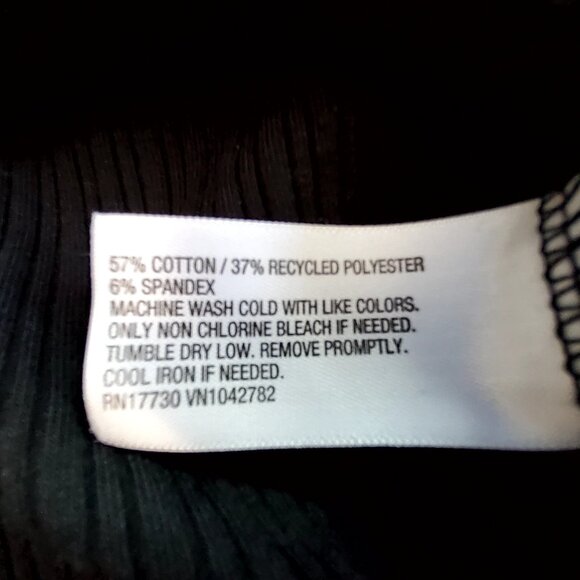 57% COTTON / 37% RECYCLED POLYESTER
6% SPANDEX
MACHINE WASH COLD WITH LIKE COLORS.
ONLY NON CHLORINE BLEACH IF NEEDED.
TUMBLE DRY LOW. REMOVE PROMPTLY.
COOL IRON IF NEEDED.
RN17730 VN1042782